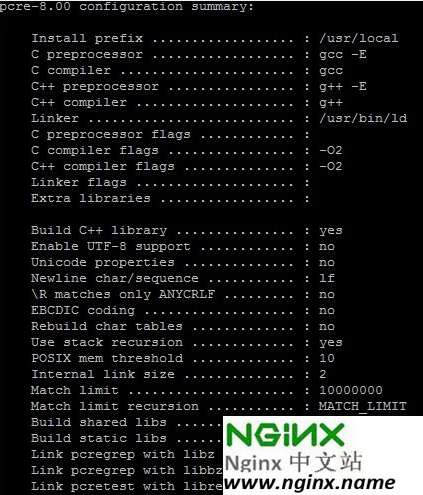 pcre-8.00 configuration summary:
Install prefix .................. : /usr/local
C preprocessor .................. : gcc -E
C compiler ...................... : gcc
C++ preprocessor ................ : g++ -E
C++ compiler .................... : g++
Linker .......................... : /usr/bin/ld
C preprocessor flags ............ :
C compiler flags ................ : -O2
C++ compiler flags .............. : -O2
Linker flags .................... :
Extra libraries ................. :
Build C++ library ............... : yes
Enable UTF-8 support ............ : no
Unicode properties .............. : no
Newline char/sequence ........... : lf
\R matches only ANYCRLF ......... : no
EBCDIC coding ................... : no
Rebuild char tables ............. : no
Use stack recursion ............. : yes
POSIX mem threshold ............. : 10
Internal link size .............. : 2
Match limit ..................... : 10000000
Match limit recursion ........... : MATCH_LIMIT
Build shared libs ......
Build static libs ......
Link pcregrep with libz
Link pcregrep with libbz
Link pcretest with libre
NGINX
Nginx 中文站
www.nginx.name